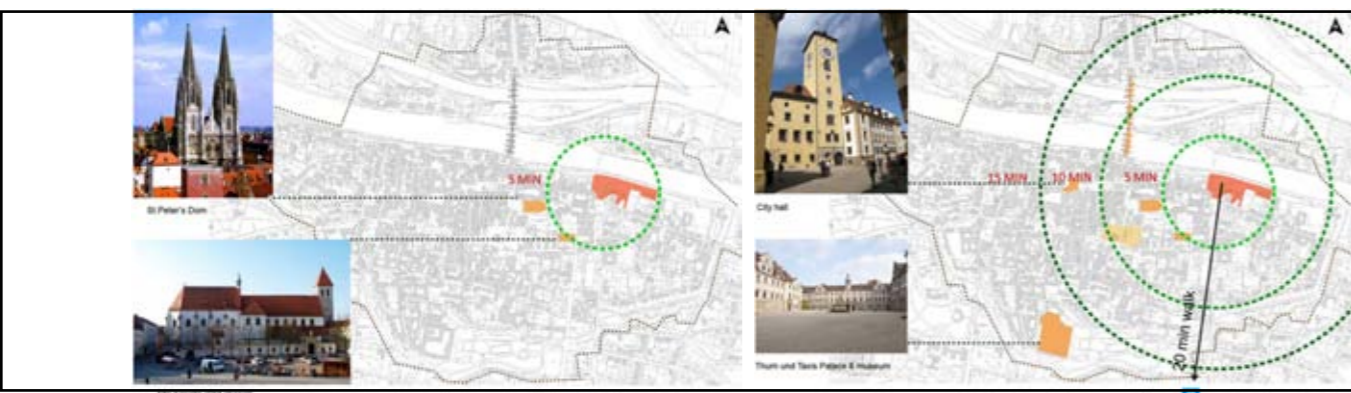 5 MIN
St Peter's Dom
15 MIN
10 MIN
5 MIN
City hall
20 min walk
Thurn und Taxis Palace & museum